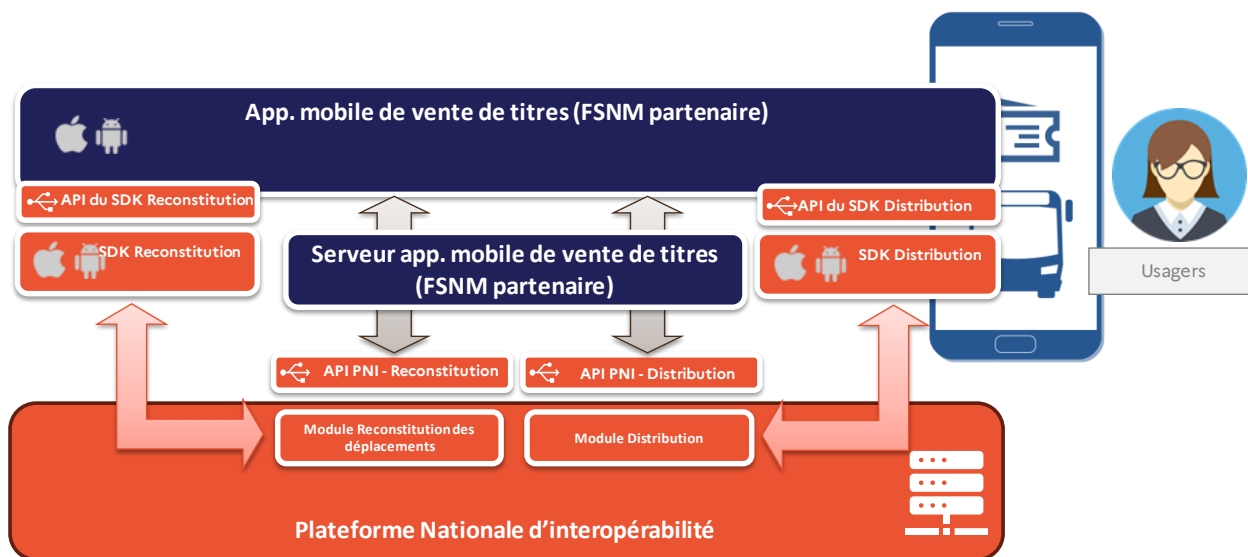 App. mobile de vente de titres (FSNM partenaire)
API du SDK Reconstitution
API du SDK Distribution
SDK Reconstitution
Serveur app. mobile de vente de titres
(FSNM partenaire)
SDK Distribution
Usagers
API PNI - Reconstitution
API PNI - Distribution
Module Reconstitution des
déplacements
Module Distribution
Plateforme Nationale d’interopérabilité